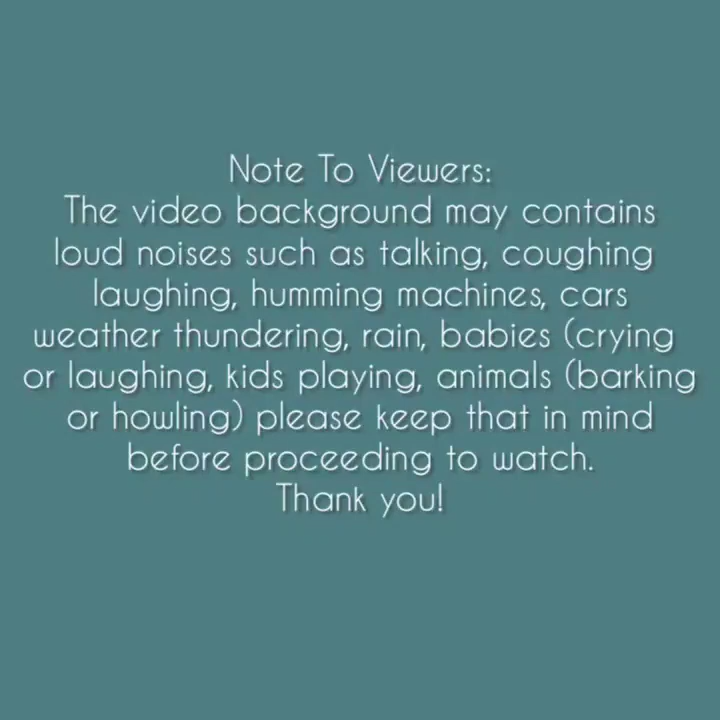 Note To Viewers:
The video background may contains
loud noises such as talking, coughing
laughing, humming machines, cars
weather thundering, rain, babies (crying
or laughing, kids playing, animals (barking
or howling) please keep that in mind
before proceeding to watch.
Thank you!